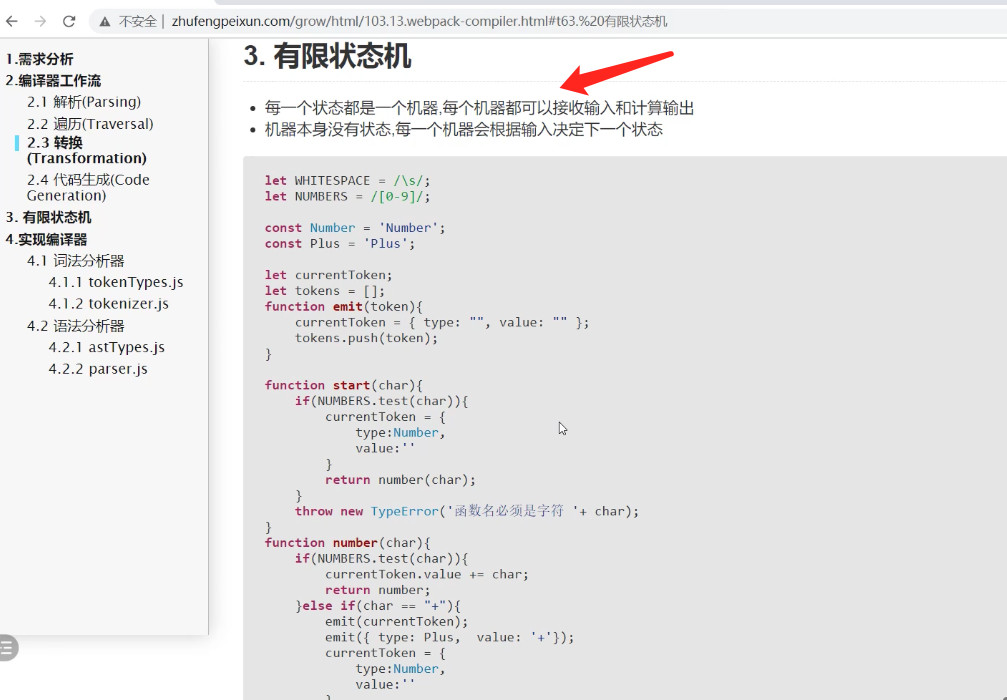 不安全 | zhufengpeixun.com/grow/html/103.13.webpack-compiler.html#t63.%20有限状态机
1.需求分析
2.编译器工作流
2.1 解析(Parsing)
2.2 遍历(Traversal)
2.3 转换
(Transformation)
2.4 代码生成(Code
Generation)
3. 有限状态机
4.实现编译器
4.1 词法分析器
4.1.1 tokenTypes.js
4.1.2 tokenizer.js
4.2 语法分析器
4.2.1 astTypes.js
4.2.2 parser.js
3. 有限状态机
每一个状态都是一个机器,每个机器都可以接收输入和计算输出
机器本身没有状态,每一个机器会根据输入决定下一个状态
let WHITESPACE = /\s/;
let NUMBERS = /[0-9]/;
const Number = 'Number';
const Plus = 'Plus';
let currentToken;
let tokens = [];
function emit(token){
currentToken = { type: "", value: "" };
tokens.push(token);
}
function start(char){
if(NUMBERS.test(char)){
currentToken = {
type:Number,
value:''
}
return number(char);
}
throw new TypeError('函数名必须是字符 '+ char);
}
function number(char){
if(NUMBERS.test(char)){
currentToken.value += char;
return number;
}else if(char == "+"){
emit(currentToken);
emit({ type: Plus,  value: '+'});
currentToken = {
type:Number,
value:''